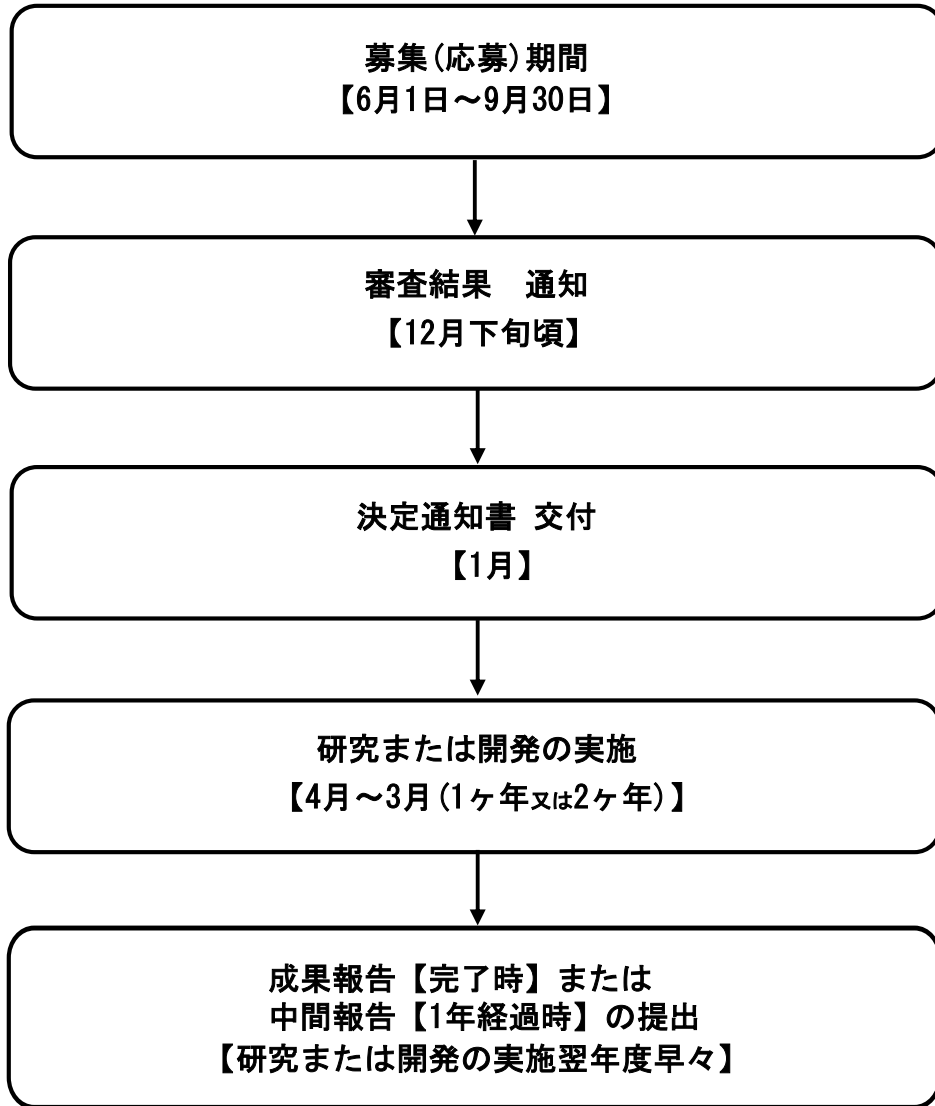 募集(応募)期間
【6月1日～9月30日】
審査結果　通知
【12月下旬頃】
決定通知書 交付
【1月】
研究または開発の実施
【4月～3月(1ヶ年又は2ヶ年)】
成果報告【完了時】または
中間報告【1年経過時】の提出
【研究または開発の実施翌年度早々】